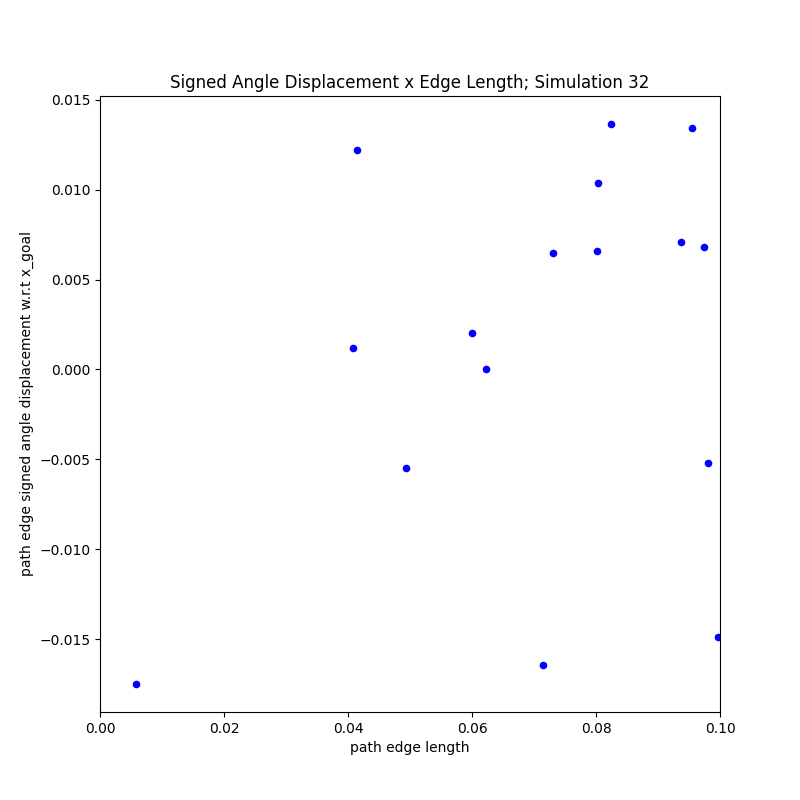 Signed Angle Displacement x Edge Length; Simulation 32
0.015
0.010
0.005
0.000
−0.005
−0.010
−0.015
path edge signed angle displacement w.r.t x_goal
0.00 0.02 0.04 0.06 0.08 0.10
path edge length